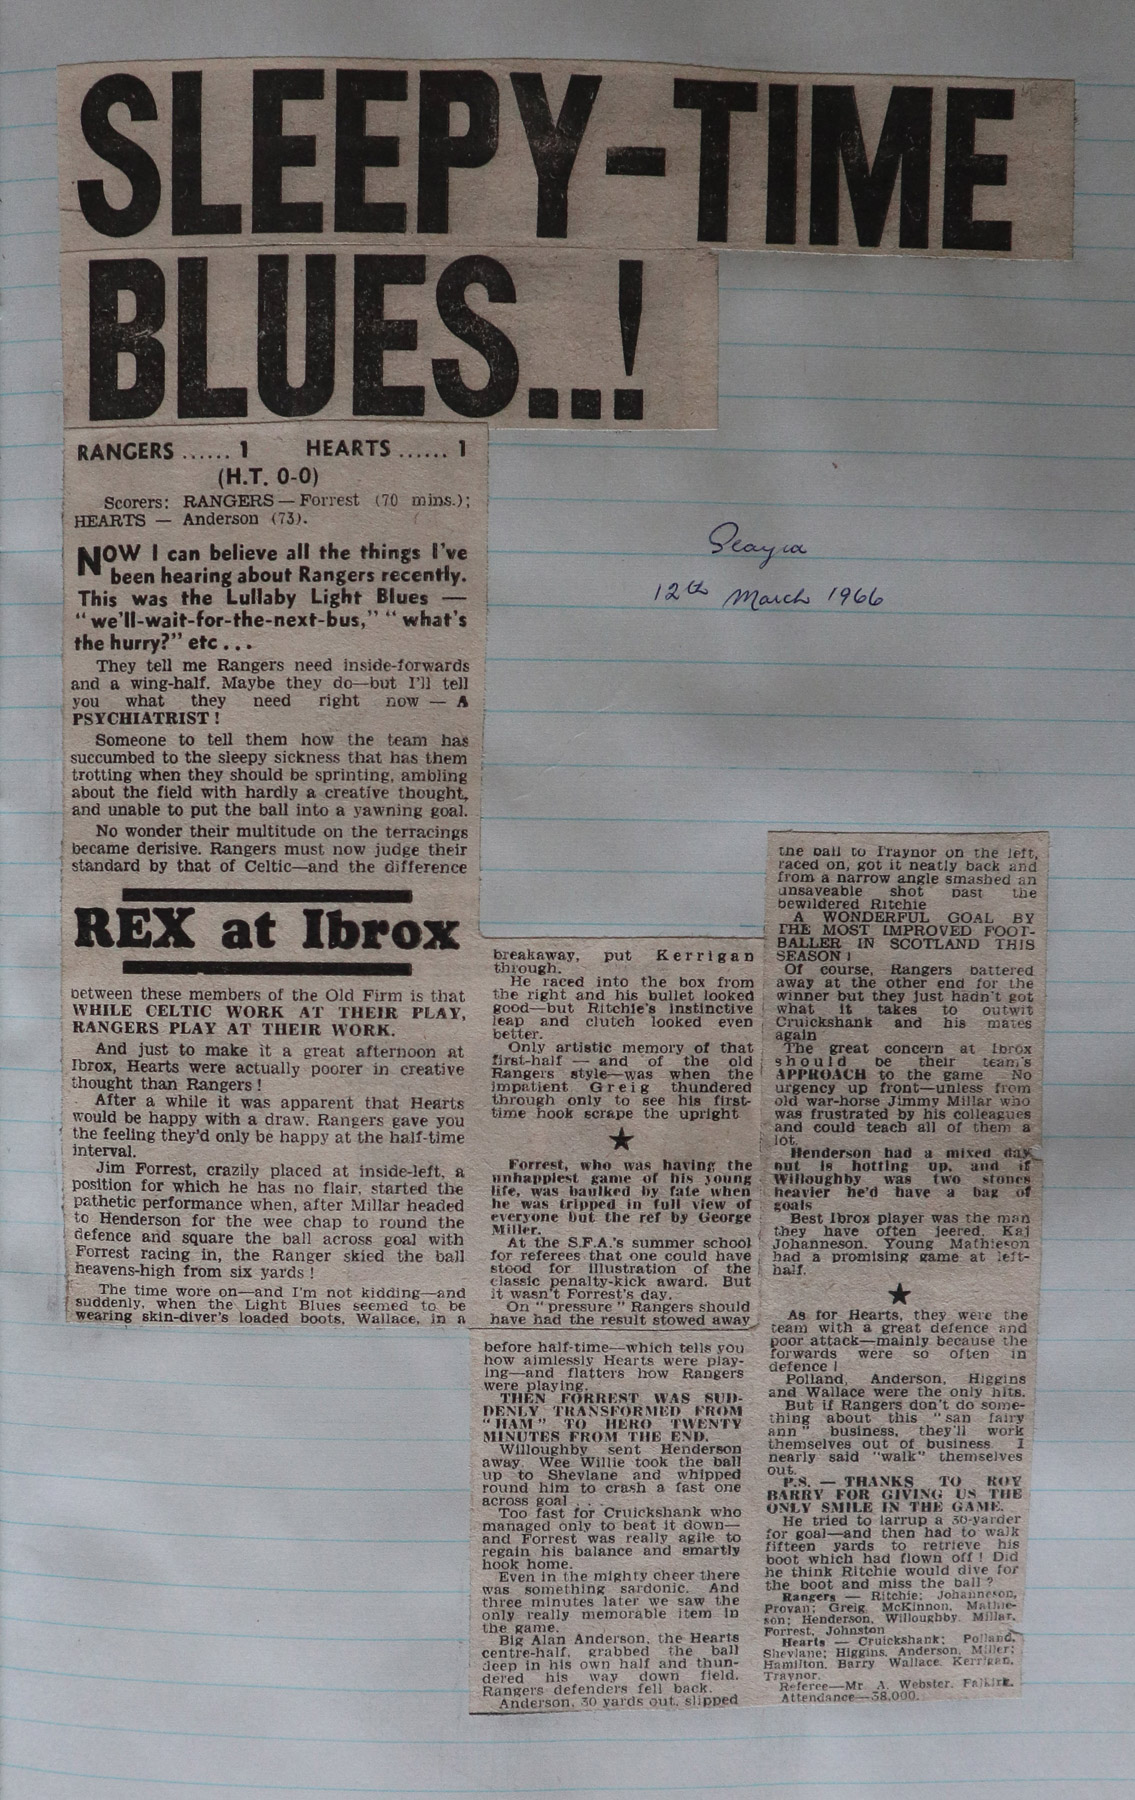 SLEEPY-TIME
BLUES..!
RANGERS ...... 1 HEARTS ...... 1
(H.T. 0-0)
Scorers: RANGERS — Forrest (70 mins.);
HEARTS — Anderson (73).
NOW I can believe all the things I've
been hearing about Rangers recently.
This was the Lullaby Light Blues —
"we'll-wait-for-the-next-bus," "what's
the hurry?" etc...
They tell me Rangers need inside-forwards
and a wing-half. Maybe they do—but I'll tell
you what they need right now — A
PSYCHIATRIST!
Someone to tell them how the team has
succumbed to the sleepy sickness that has them
trotting when they should be sprinting, ambling
about the field with hardly a creative thought,
and unable to put the ball into a yawning goal.
No wonder their multitude on the terracings
became derisive. Rangers must now judge their
standard by that of Celtic—and the difference
REX at Ibrox
between these members of the Old Firm is that
WHILE CELTIC WORK AT THEIR PLAY,
RANGERS PLAY AT THEIR WORK.
And just to make it a great afternoon at
Ibrox, Hearts were actually poorer in creative
thought than Rangers!
After a while it was apparent that Hearts
would be happy with a draw. Rangers gave you
the feeling they'd only be happy at the half-time
interval.
Jim Forrest, crazily placed at inside-left, a
position for which he has no flair, started the
pathetic performance when, after Millar headed
to Henderson for the wee chap to round the
defence and square the ball across goal with
Forrest racing in, the Ranger skied the ball
heavens-high from six yards!
The time wore on—and I'm not kidding—and
suddenly, when the Light Blues seemed to be
wearing skin-diver's loaded boots, Wallace, in a
breakaway, put Kerrigan
through.
He raced into the box from
the right and his bullet looked
good—but Ritchie's instinctive
leap and clutch looked even
better.
Only artistic memory of that
first-half — and of the old
Rangers style—was when the
impatient Greig thundered
through only to see his first-
time hook scrape the upright
★
Forrest, who was having the
unhappiest game of his young
life, was baulked by fate when
he was tripped in full view of
everyone but the ref by George
Miller.
At the S.F.A.'s summer school
for referees that one could have
stood for illustration of the
classic penalty-kick award. But
it wasn't Forrest's day.
On "pressure" Rangers should
have had the result stowed away
before half-time—which tells you
how aimlessly Hearts were play-
ing—and flatters how Rangers
were playing.
THEN FORREST WAS SUD-
DENLY TRANSFORMED FROM
"HAM" TO HERO TWENTY
MINUTES FROM THE END.
Willoughby sent Henderson
away. Wee Willie took the ball
up to Shevlane and whipped
round him to crash a fast one
across goal . . .
Too fast for Cruickshank who
managed only to beat it down—
and Forrest was really agile to
regain his balance and smartly
hook home.
Even in the mighty cheer there
was something sardonic. And
three minutes later we saw the
only really memorable item in
the game.
Big Alan Anderson, the Hearts
centre-half, grabbed the ball
deep in his own half and thun-
dered his way down field.
Rangers defenders fell back.
Anderson, 30 yards out, slipped
the ball to Traynor on the left,
raced on, got it neatly back and
from a narrow angle smashed an
unsaveable shot past the
bewildered Ritchie
A WONDERFUL GOAL BY
THE MOST IMPROVED FOOT-
BALLER IN SCOTLAND THIS
SEASON!
Of course, Rangers battered
away at the other end for the
winner but they just hadn't got
what it takes to outwit
Cruickshank and his mates
again
The great concern at Ibrox
should be their team's
APPROACH to the game No
urgency up front—unless from
old war-horse Jimmy Millar who
was frustrated by his colleagues
and could teach all of them a
lot.
Henderson had a mixed day
but is hotting up, and if
Willoughby was two stones
heavier he'd have a bag of
goals
Best Ibrox player was the man
they have often jeered, Kaj
Johanneson. Young Mathieson
had a promising game at left-
half.
★
As for Hearts, they were the
team with a great defence and
poor attack—mainly because the
forwards were so often in
defence!
Polland, Anderson, Higgins
and Wallace were the only hits.
But if Rangers don't do some-
thing about this "san fairy
ann" business, they'll work
themselves out of business. I
nearly said "walk" themselves
out.
P.S. — THANKS TO ROY
BARRY FOR GIVING US THE
ONLY SMILE IN THE GAME.
He tried to larrup a 30-yarder
for goal—and then had to walk
fifteen yards to retrieve his
boot which had flown off! Did
he think Ritchie would dive for
the boot and miss the ball?
Rangers — Ritchie; Johanneson,
Provan; Greig, McKinnon, Mathie-
son; Henderson, Willoughby, Millar,
Forrest, Johnston
Hearts — Cruickshank; Polland,
Shevlane; Higgins, Anderson, Miller;
Hamilton, Barry Wallace, Kerrigan,
Traynor.
Referee—Mr. A. Webster, Falkirk.
Attendance—38,000.
12th March 1966